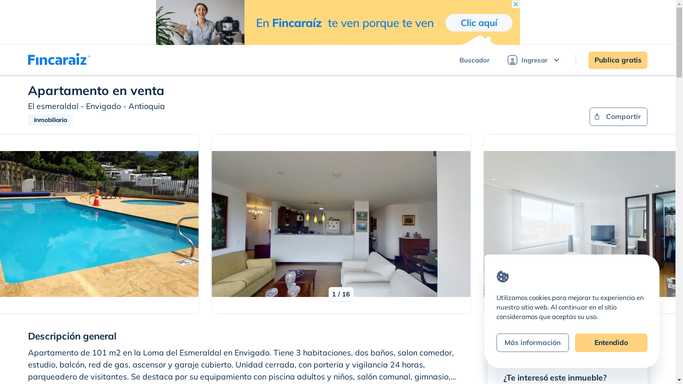 En Fincaraíz te ven porque te ven
Clic aquí
Fincaraiz
Buscador
Ingresar
Publica gratis
Apartamento en venta
El esmeraldal - Envigado - Antioquia
Inmobiliaria
Compartir
1 / 16
Utilizamos cookies para mejorar tu experiencia en
nuestro sitio web. Al continuar en el sitio
consideramos que aceptas su uso.
Más información
Entendido
Descripción general
Apartamento de 101 m2 en la Loma del Esmeraldal en Envigado. Tiene 3 habitaciones, dos baños, salon comedor,
estudio, balcón, red de gas, ascensor y garaje cubierto. Unidad cerrada, con porteria y vigilancia 24 horas,
parqueadero de visitantes. Se destaca por su equipamiento con piscina adultos y niños, salón comunal, gimnasio,...
¿Te interesó este inmueble?